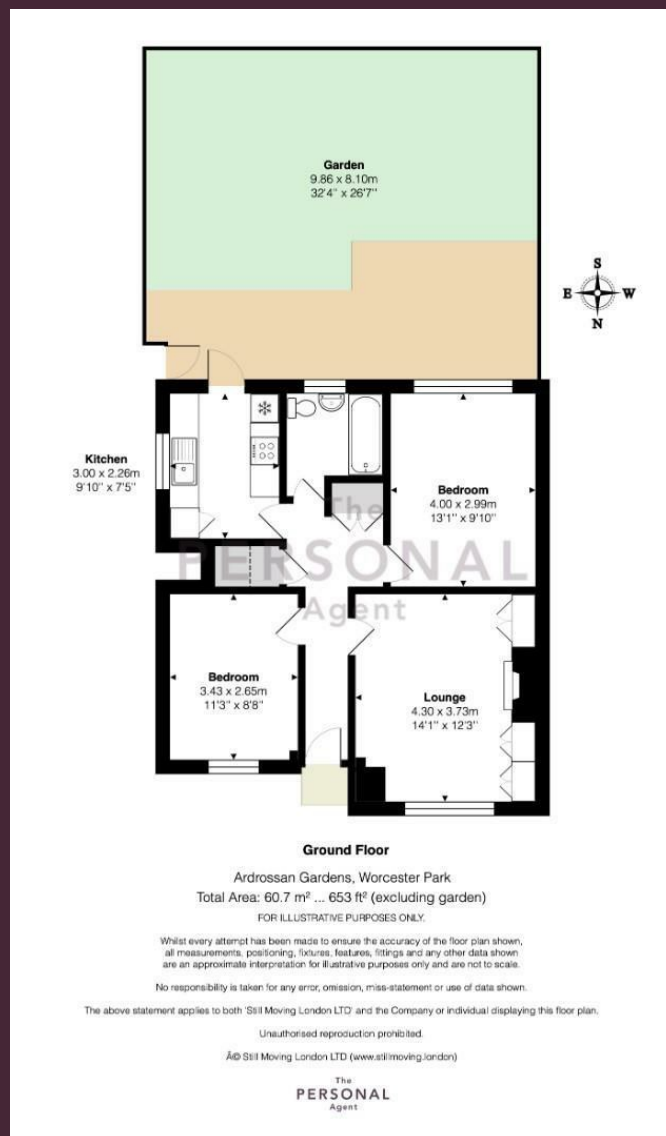 Garden
9.86 x 8.10m
32'4" x 26'7"
S
E W
N
Kitchen
3.00 x 2.26m
9'10" x 7'5"
Bedroom
4.00 x 2.99m
13'1" x 9'10"
The
PERSONAL
Agent
Bedroom
3.43 x 2.65m
11'3" x 8'8"
Lounge
4.30 x 3.73m
14'1" x 12'3"
Ground Floor
Ardrossan Gardens, Worcester Park
Total Area: 60.7 m² ... 653 ft² (excluding garden)
FOR ILLUSTRATIVE PURPOSES ONLY.
Whilst every attempt has been made to ensure the accuracy of the floor plan shown,
all measurements, positioning, fixtures, features, fittings and any other data shown
are an approximate interpretation for illustrative purposes only and are not to scale.
No responsibility is taken for any error, omission, miss-statement or use of data shown.
The above statement applies to both 'Still Moving London LTD' and the Company or individual displaying this floor plan.
Unauthorised reproduction prohibited.
Â© Still Moving London LTD (www.stillmoving.london)
The
PERSONAL
Agent